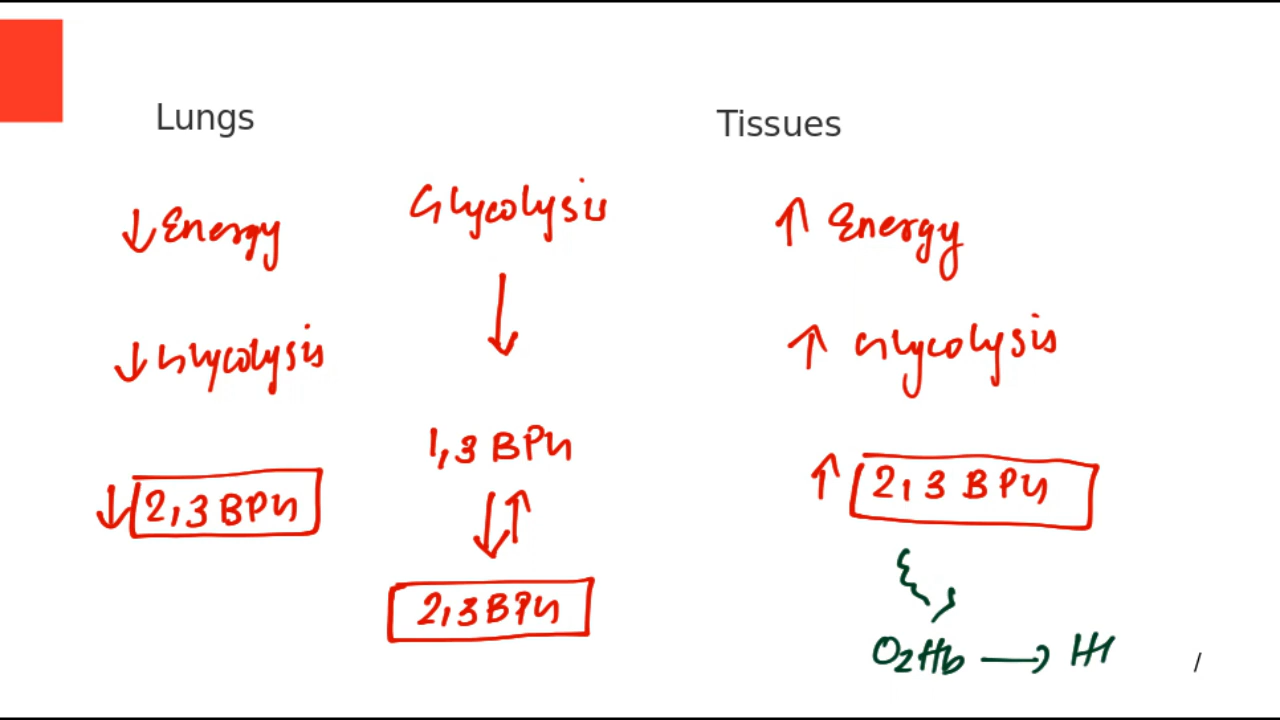 Lungs
Tissues
↓ Energy
Glycolysis
↑ Energy
↓ Glycolysis
↓
↑ Glycolysis
1,3 BPG
↓ 2,3 BPG
↓↑
↑ 2,3 BPG
2,3 BPG
O2Hb → 
/